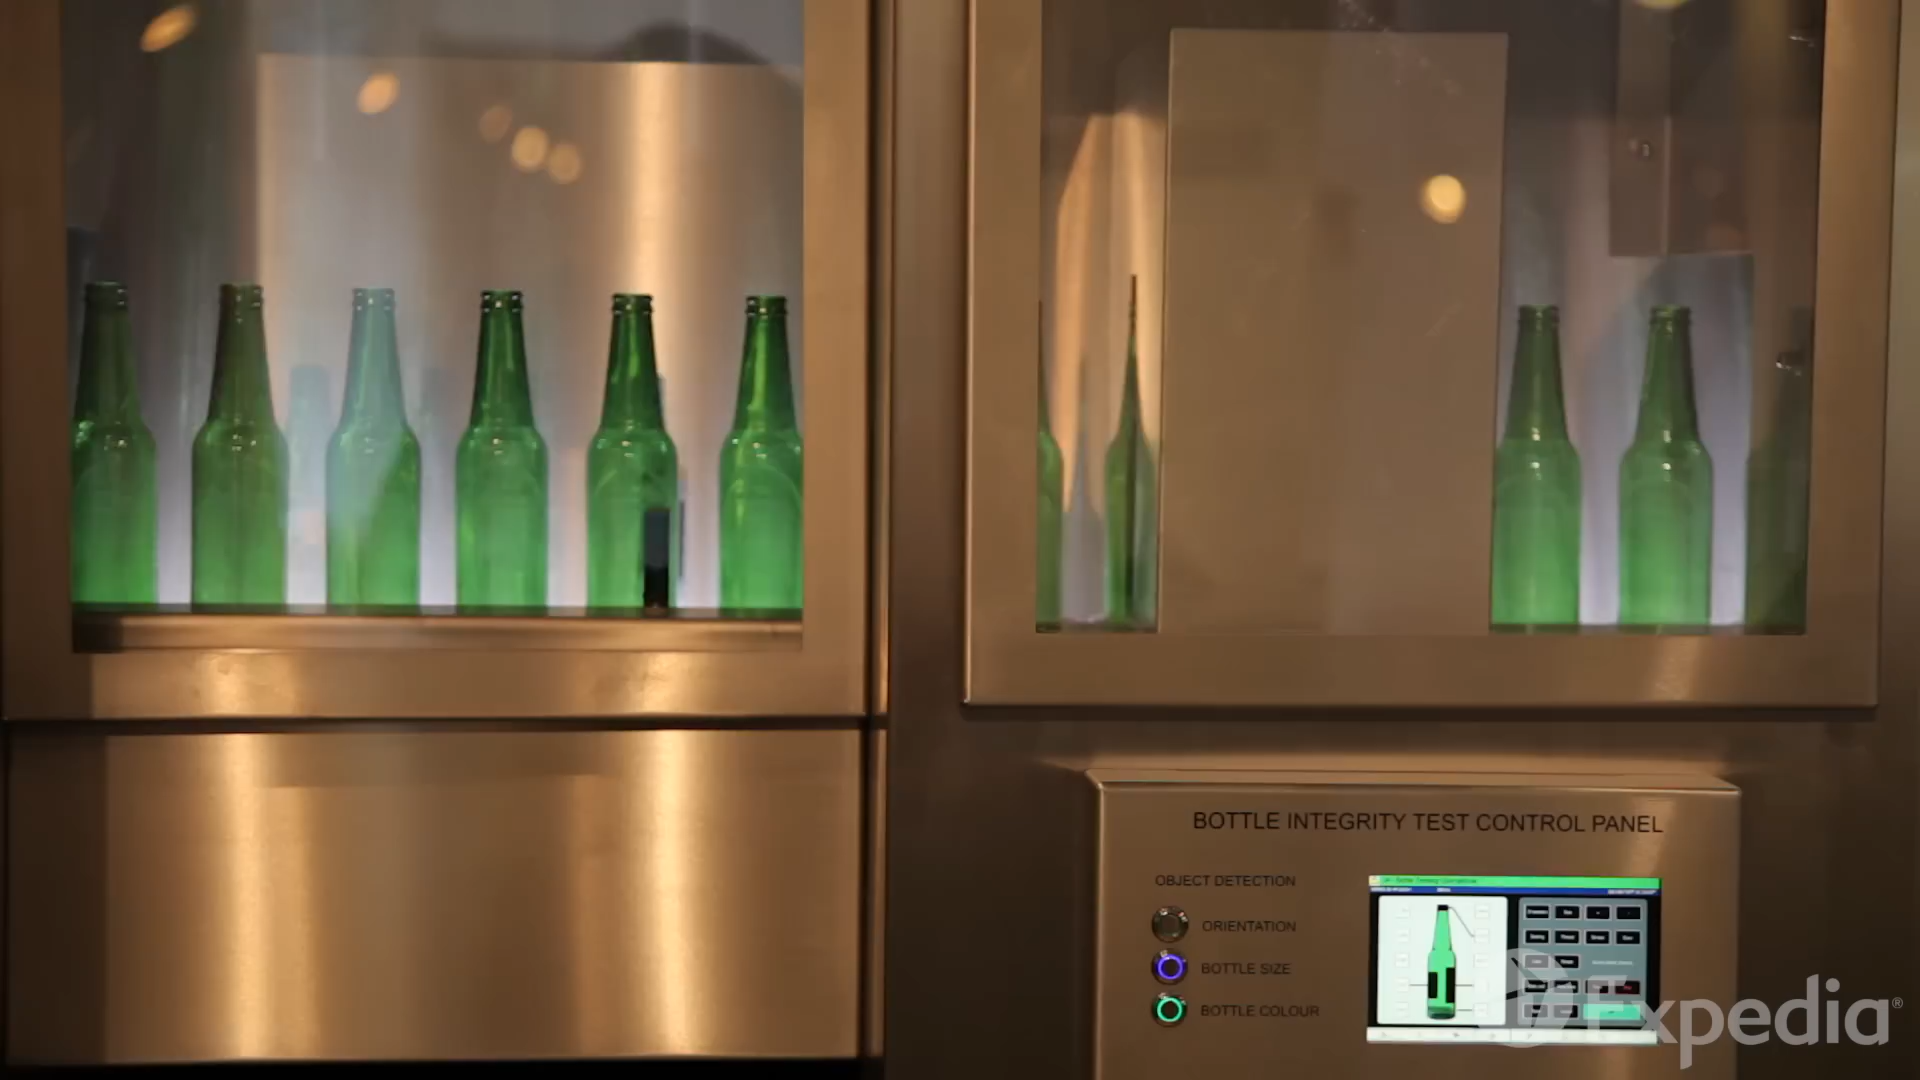 BOTTLE INTEGRITY TEST CONTROL PANEL
OBJECT DETECTION
ORIENTATION
BOTTLE SIZE
BOTTLE COLOUR
Expedia®